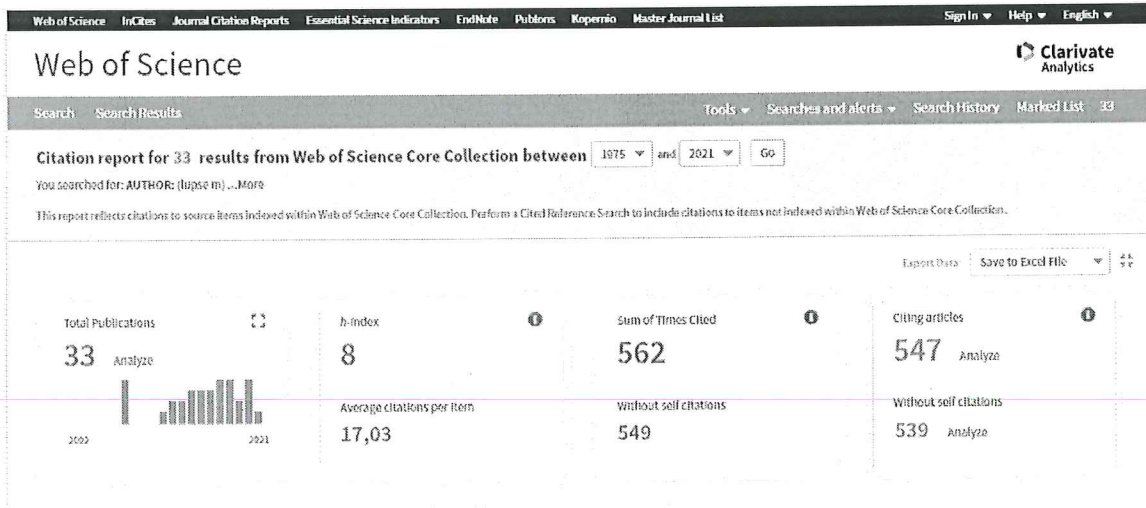 Web of Science InCites Journal Citation Reports Essential Science Indicators EndNote Publons Kopernio Master Journal List Sign In Help English
Web of Science
Clarivate
Analytics
Search Search Results Tools Searches and alerts Search History Marked List 33
Citation report for 33 results from Web of Science Core Collection between 1975 and 2021 Go
You searched for: AUTHOR: (lupse m) ...More
This report reflects citations to source items indexed within Web of Science Core Collection. Perform a Cited Reference Search to include citations to items not indexed within Web of Science Core Collection.
Export Data: Save to Excel File
Total Publications
33 Analyze
2021
h-index
8
Average citations per item
17,03
Sum of Times Cited
562
Without self citations
549
Citing articles
547 Analyze
Without self citations
539 Analyze